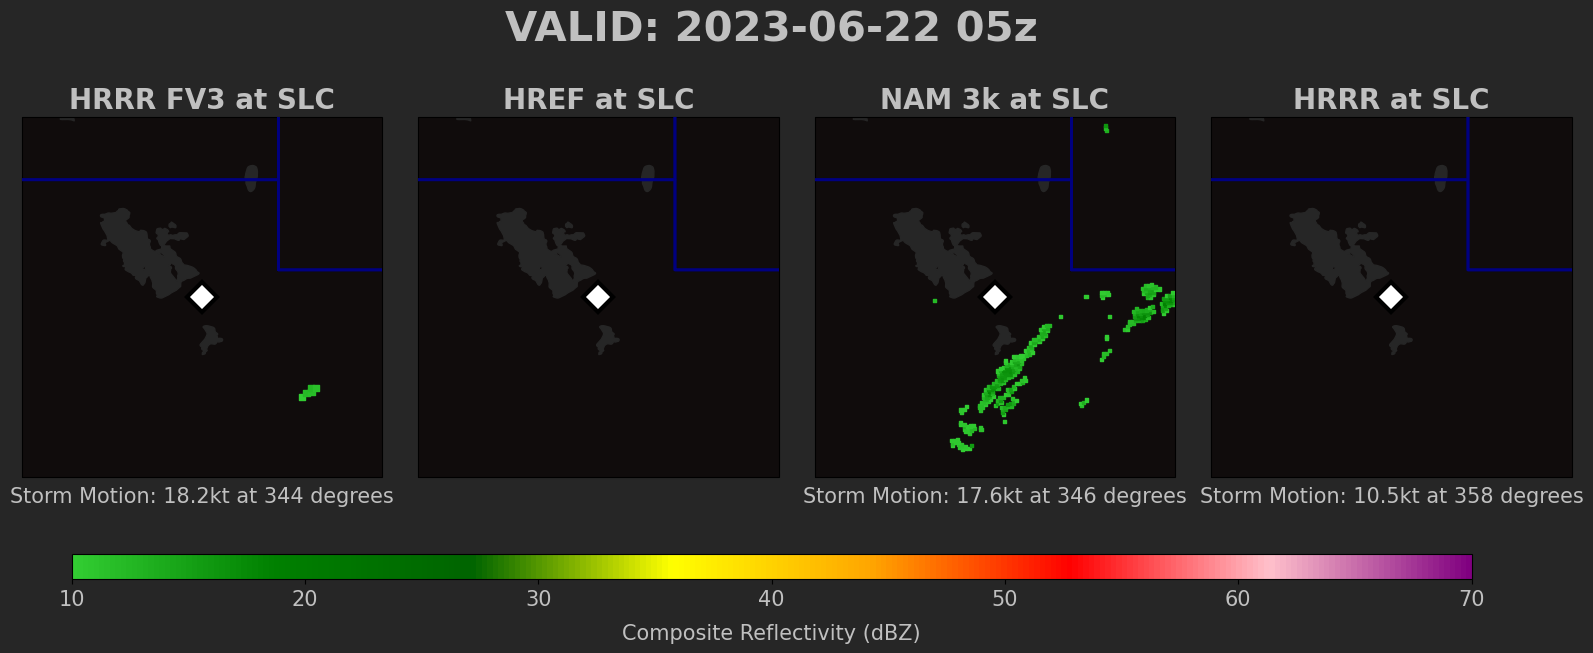 VALID: 2023-06-22 05z
HRRR FV3 at SLC
HREF at SLC
NAM 3k at SLC
HRRR at SLC
Storm Motion: 18.2kt at 344 degrees
Storm Motion: 17.6kt at 346 degrees
Storm Motion: 10.5kt at 358 degrees
10 20 30 40 50 60 70
Composite Reflectivity (dBZ)